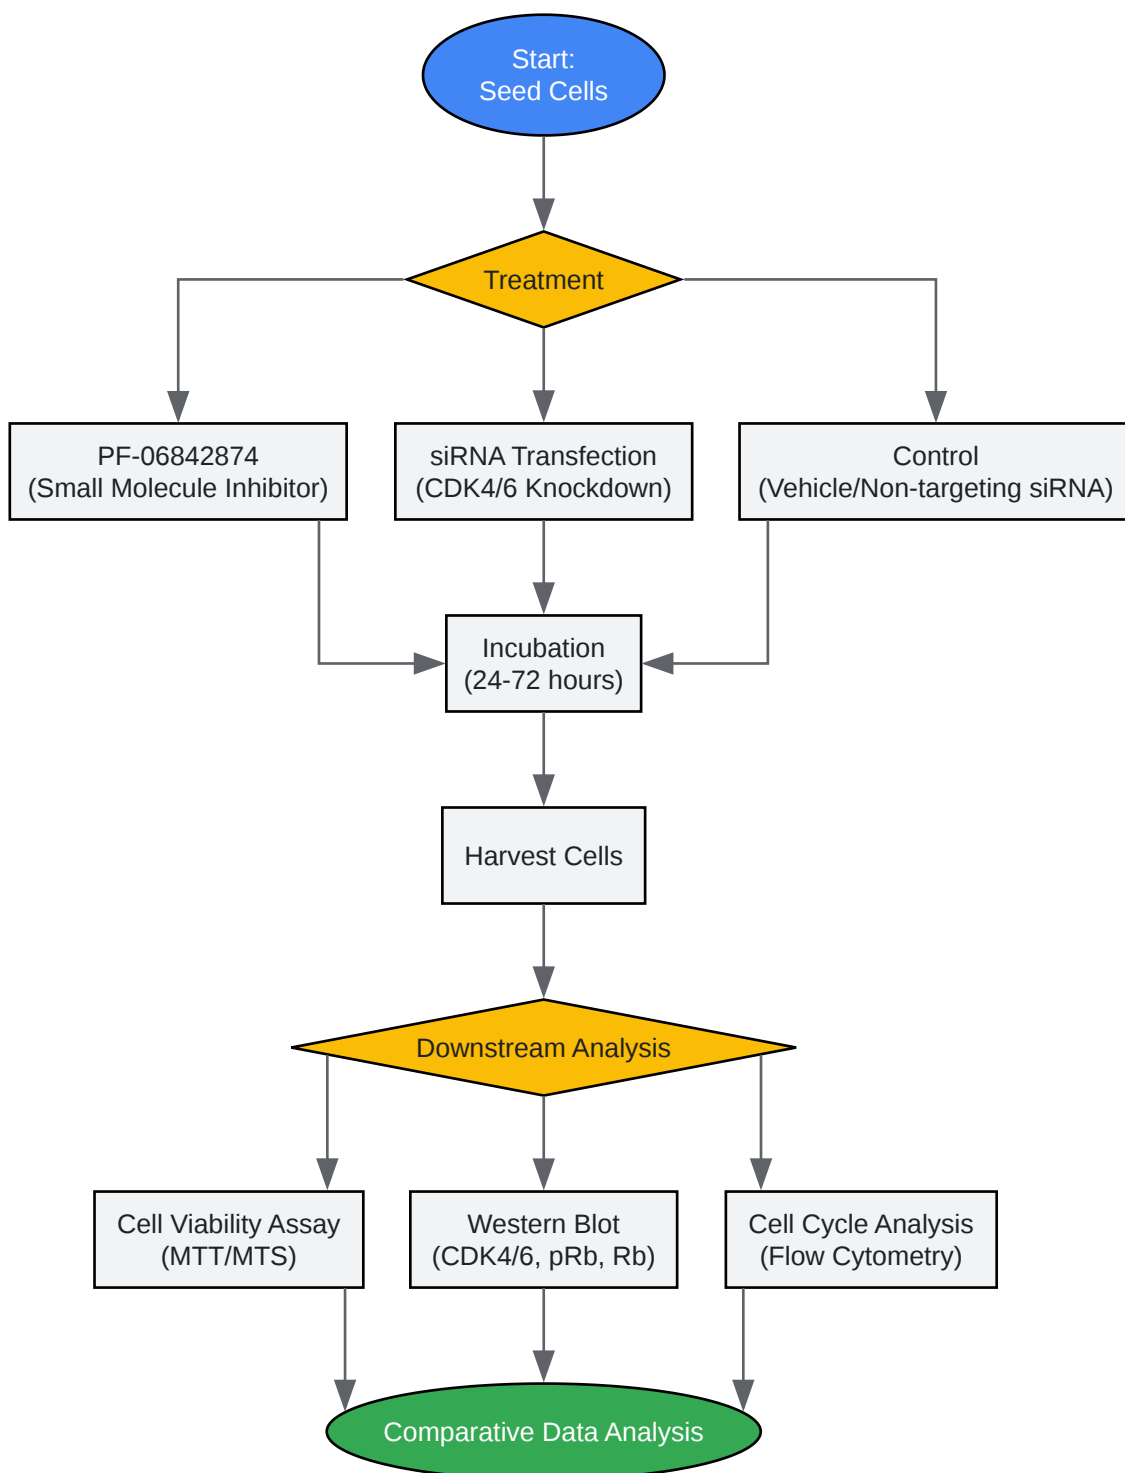 Start:
Seed Cells
Treatment
PF-06842874
(Small Molecule Inhibitor)
siRNA Transfection
(CDK4/6 Knockdown)
Control
(Vehicle/Non-targeting siRNA)
Incubation
(24-72 hours)
Harvest Cells
Downstream Analysis
Cell Viability Assay
(MTT/MTS)
Western Blot
(CDK4/6, pRb, Rb)
Cell Cycle Analysis
(Flow Cytometry)
Comparative Data Analysis